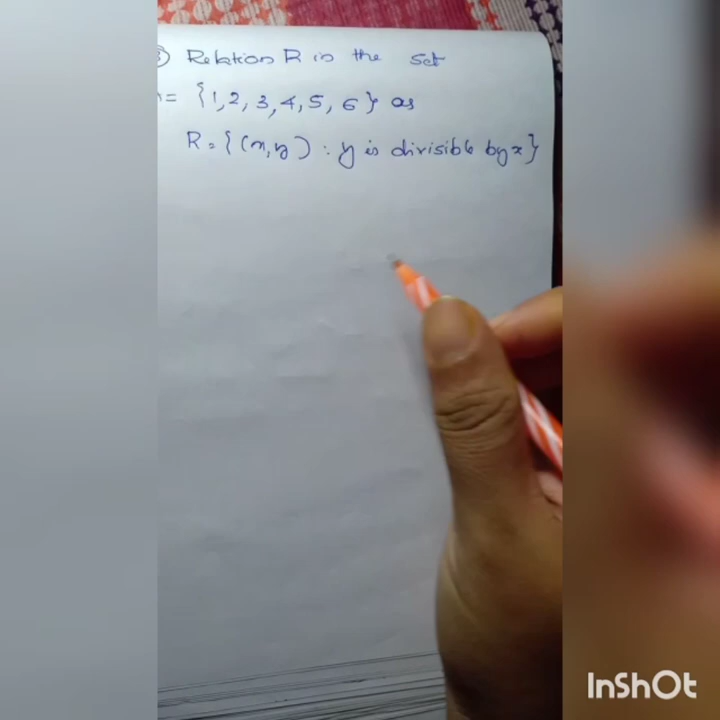 Relation R in the set
= {1, 2, 3, 4, 5, 6} as
R = {(x, y) : y is divisible by x}
InShOt